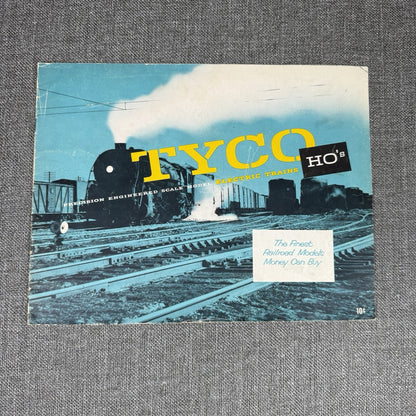 TYCO
HO's
PRECISION ENGINEERED SCALE MODEL ELECTRIC TRAINS
The Finest
Railroad Models
Money Can Buy
10¢